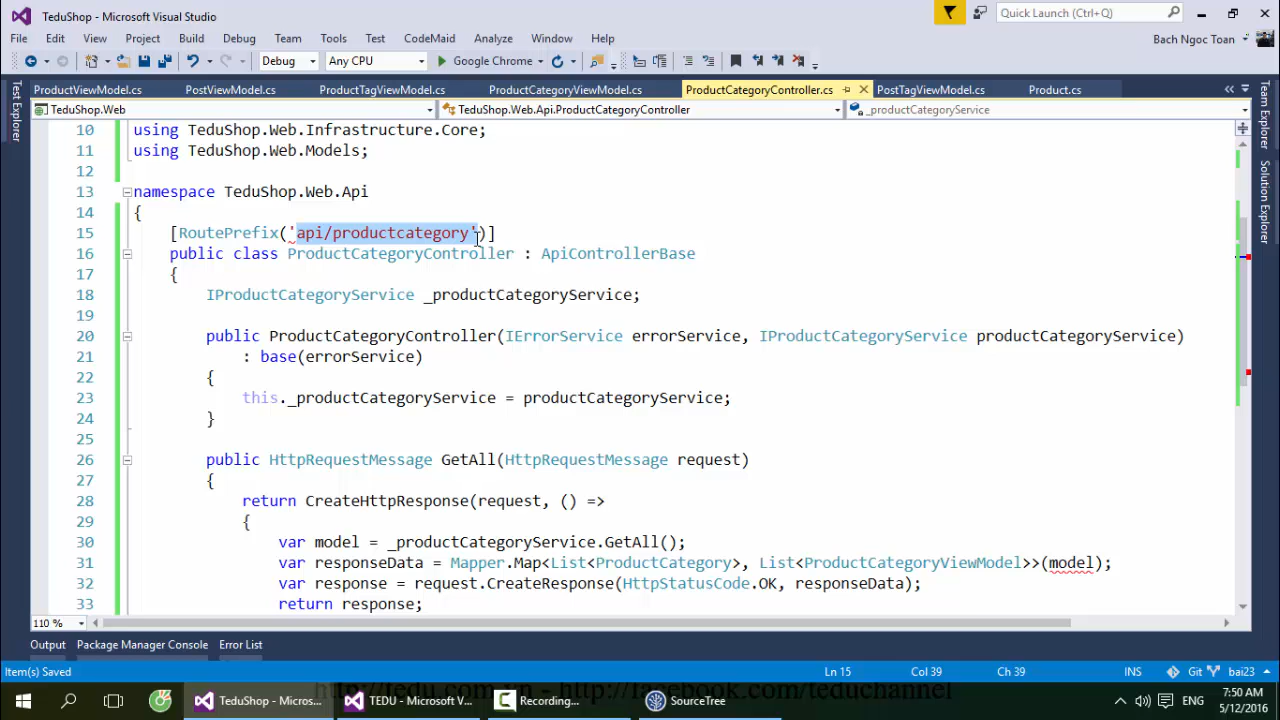 TeduShop - Microsoft Visual Studio
Quick Launch (Ctrl+Q)
File Edit View Project Build Debug Team Tools Test CodeMaid Analyze Window Help
Bach Ngoc Toan
Debug Any CPU Google Chrome
ProductViewModel.cs PostViewModel.cs ProductTagViewModel.cs ProductCategoryViewModel.cs ProductCategoryController.cs PostTagViewModel.cs Product.cs
TeduShop.Web TeduShop.Web.Api.ProductCategoryController _productCategoryService
Test Explorer
Team Explorer
Solution Explorer
10 using TeduShop.Web.Infrastructure.Core;
11 using TeduShop.Web.Models;
12
13 namespace TeduShop.Web.Api
14 {
15 [RoutePrefix('api/productcategory')]
16 public class ProductCategoryController : ApiControllerBase
17 {
18 IProductCategoryService _productCategoryService;
19
20 public ProductCategoryController(IErrorService errorService, IProductCategoryService productCategoryService)
21 : base(errorService)
22 {
23 this._productCategoryService = productCategoryService;
24 }
25
26 public HttpRequestMessage GetAll(HttpRequestMessage request)
27 {
28 return CreateHttpResponse(request, () =>
29 {
30 var model = _productCategoryService.GetAll();
31 var responseData = Mapper.Map<List<ProductCategory>, List<ProductCategoryViewModel>>(model);
32 var response = request.CreateResponse(HttpStatusCode.OK, responseData);
33 return response;
110 %
Output Package Manager Console Error List
Item(s) Saved Ln 15 Col 39 Ch 39 INS Git bai23
http://tedu.com.vn - http://facebook.com/teduchannel
TeduShop - Micros... TEDU - Microsoft V... Recording... SourceTree
ENG
7:50 AM
5/12/2016